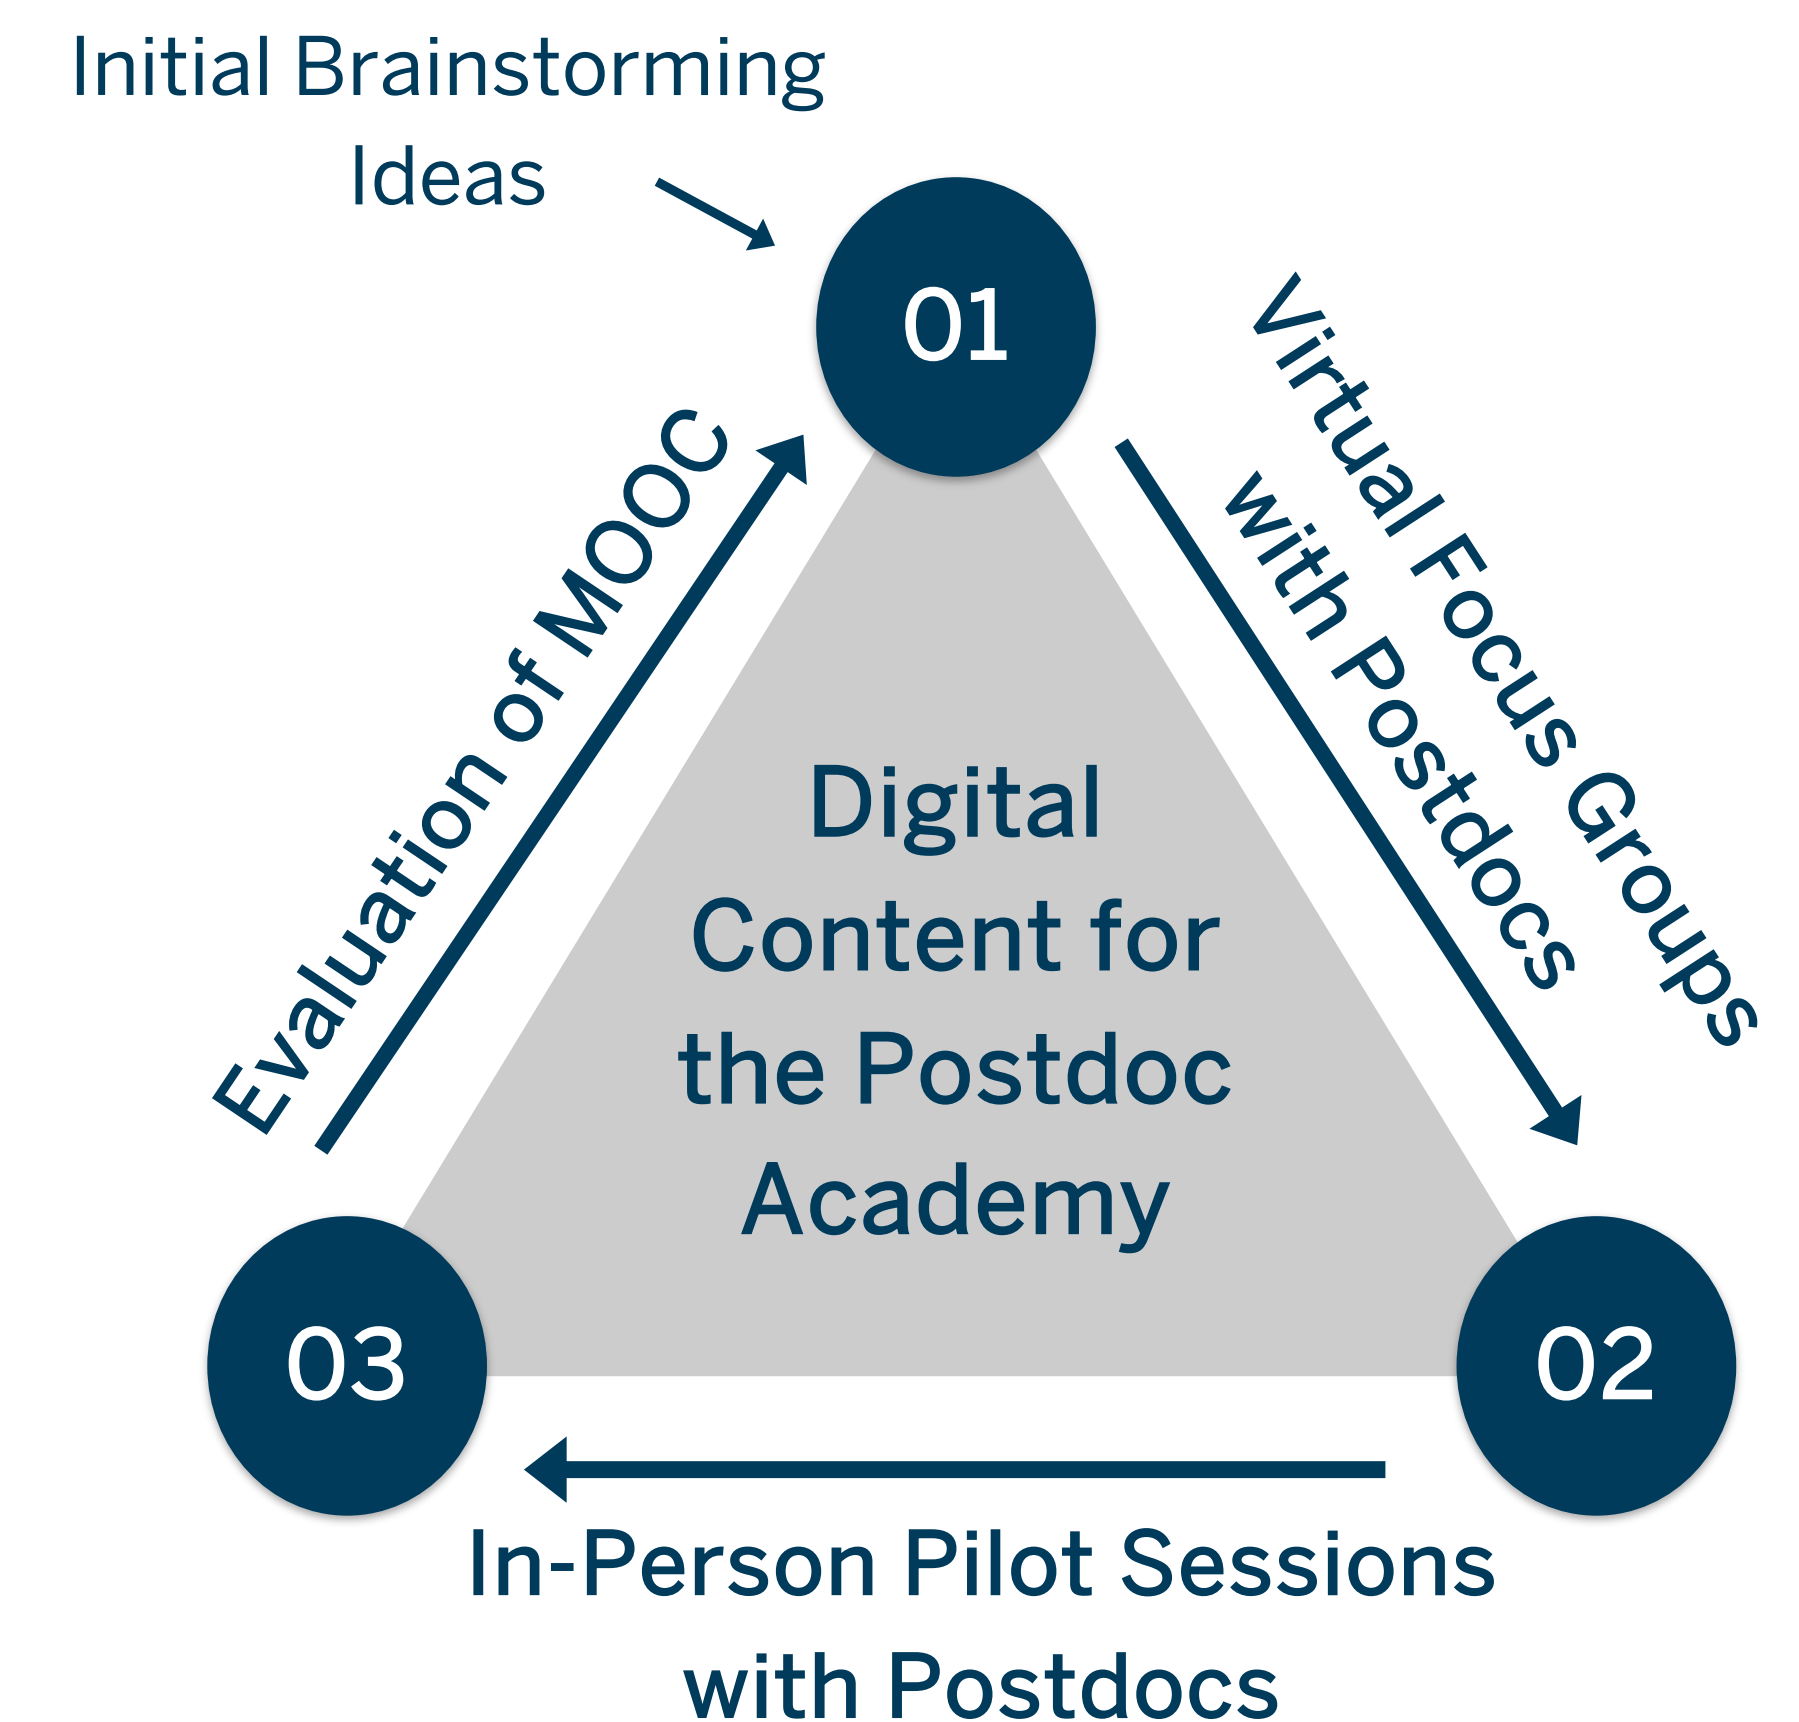 Initial Brainstorming
Ideas
01
Virtual Focus Groups
with Postdocs
Evaluation of MOOC
Digital
Content for
the Postdoc
Academy
03
02
In-Person Pilot Sessions
with Postdocs